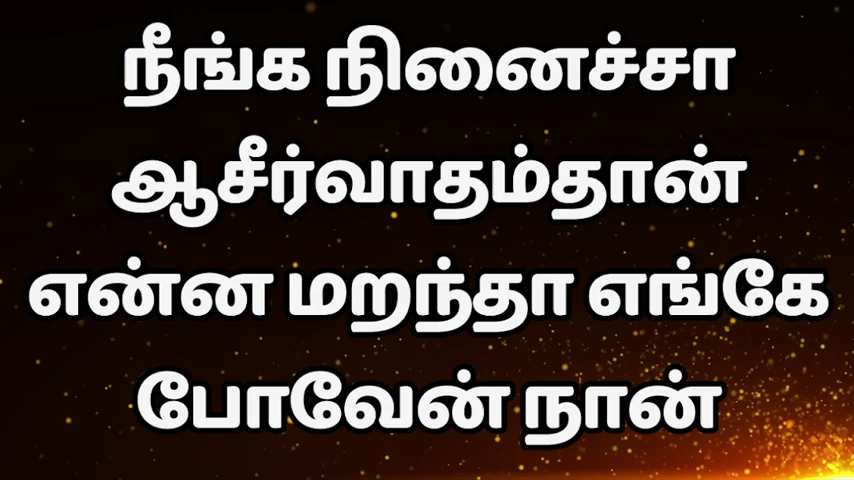 நீங்க நினைச்சா
ஆசீர்வாதம்தான்
என்ன மறந்தா எங்கே
போவேன் நான்